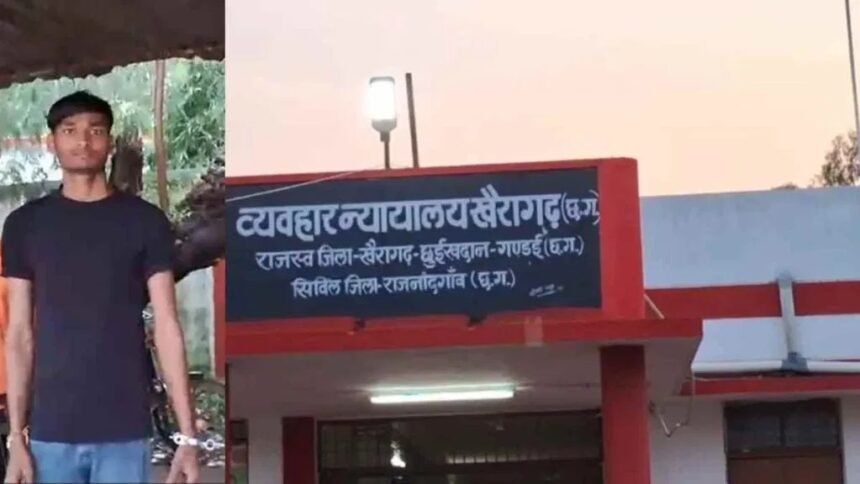 व्यवहार न्यायालय खैरागढ़ (छ.ग.)
राजस्व जिला-खैरागढ़-छुईखदान-गण्डई (छ.ग.)
सिविल जिला-राजनाँदगाँव (छ.ग.)